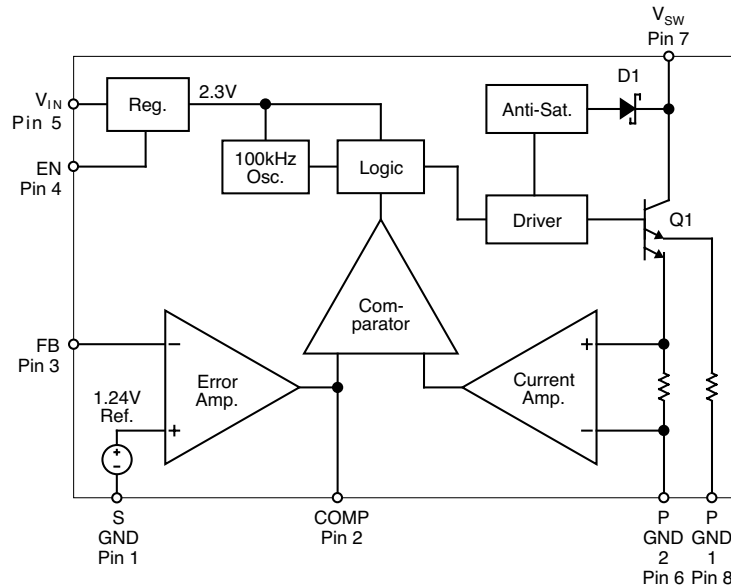 V_SW
Pin 7
D1
V_IN
Pin 5
Reg.
2.3V
Anti-Sat.
EN
Pin 4
100kHz
Osc.
Logic
Driver
Q1
Com-
parator
FB
Pin 3
−
+
Error
Amp.
Current
Amp.
+
−
1.24V
Ref.
+
−
S
GND
Pin 1
COMP
Pin 2
P
GND
2
Pin 6
P
GND
1
Pin 8